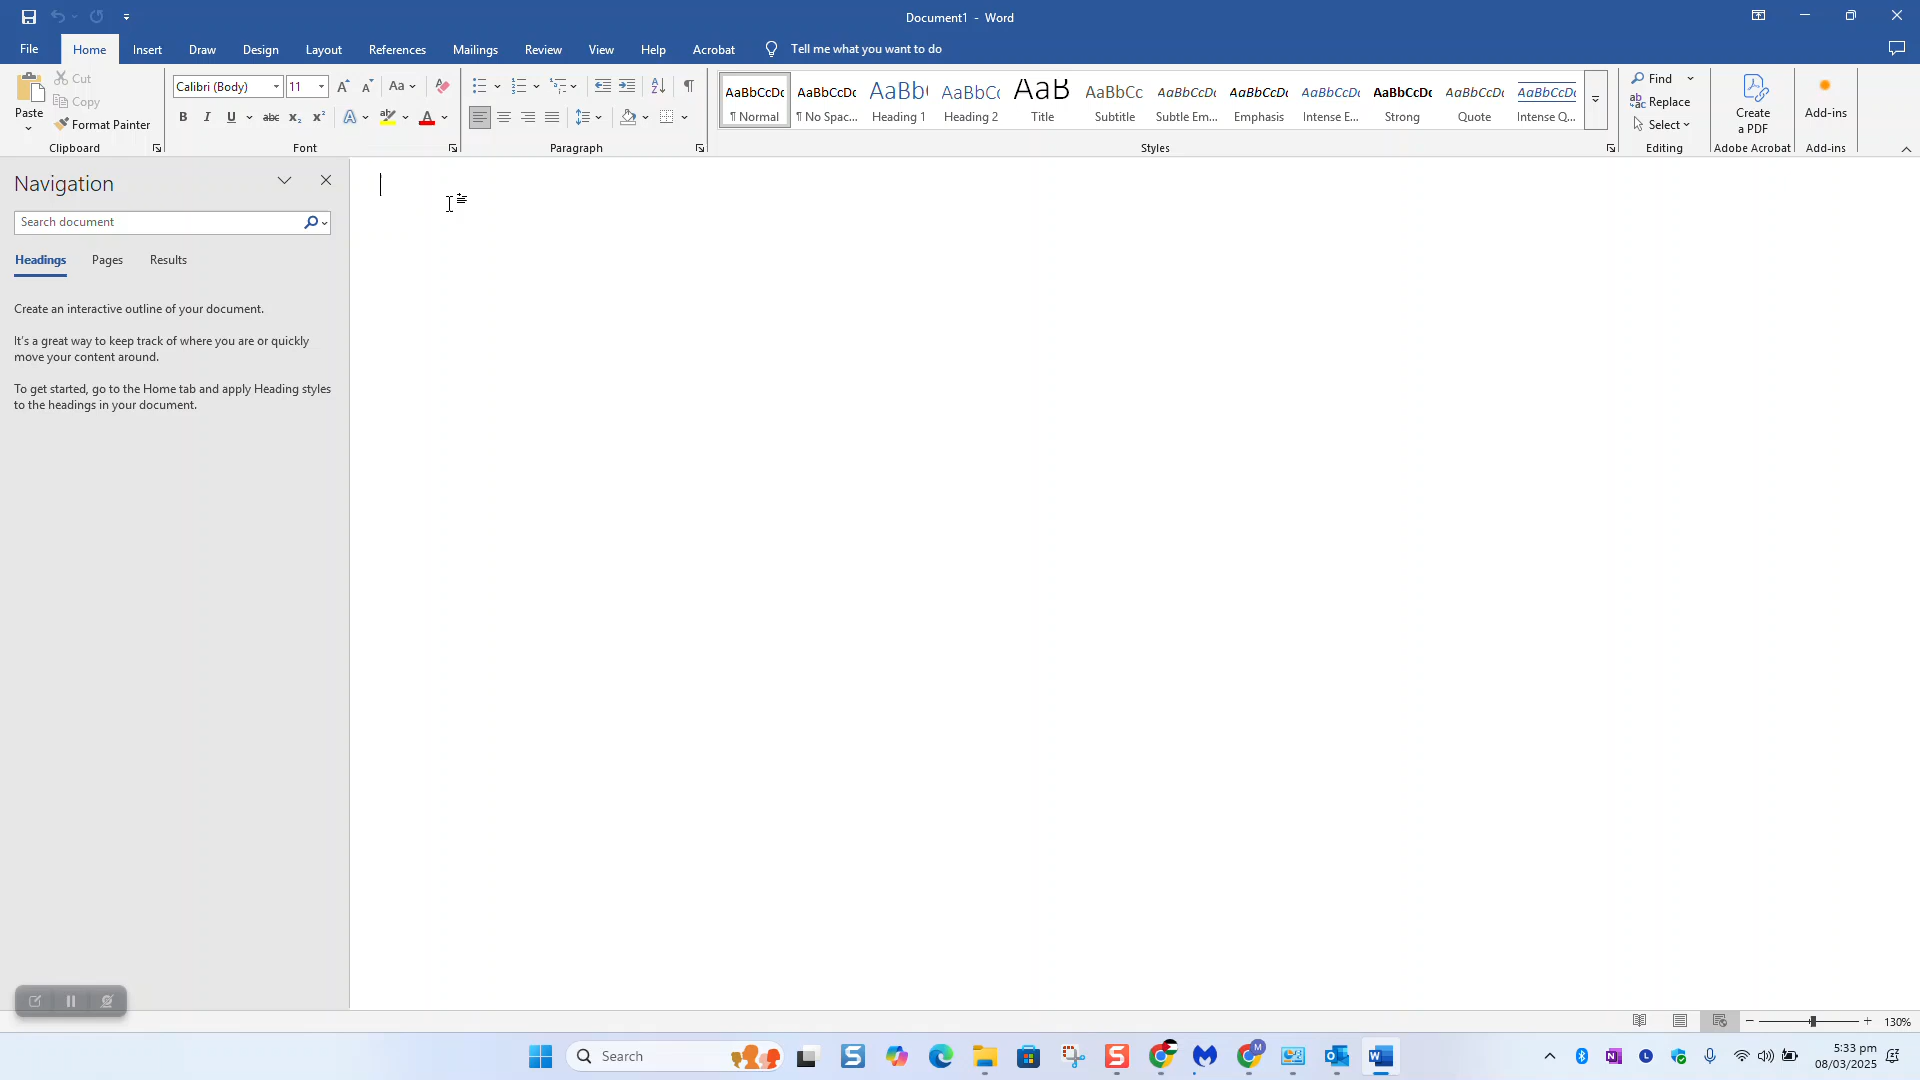 Document1 - Word
File Home Insert Draw Design Layout References Mailings Review View Help Acrobat Tell me what you want to do
Paste
Cut
Copy
Format Painter
Clipboard
Calibri (Body) 11
Aa
B I U abc x₂ x² A ab A
Font
A↓Z ¶
Paragraph
AaBbCcDc AaBbCcDc AaBb( AaBbCc AaB AaBbCc AaBbCcDc AaBbCcDc AaBbCcDc AaBbCcDc AaBbCcDc AaBbCcDc
¶ Normal ¶ No Spac... Heading 1 Heading 2 Title Subtitle Subtle Em... Emphasis Intense E... Strong Quote Intense Q...
Styles
Find
Replace
Select
Editing
Create
a PDF
Adobe Acrobat
Add-ins
Add-ins
Navigation
Search document
Headings Pages Results
Create an interactive outline of your document.
It's a great way to keep track of where you are or quickly
move your content around.
To get started, go to the Home tab and apply Heading styles
to the headings in your document.
130%
Search
5:33 pm
08/03/2025